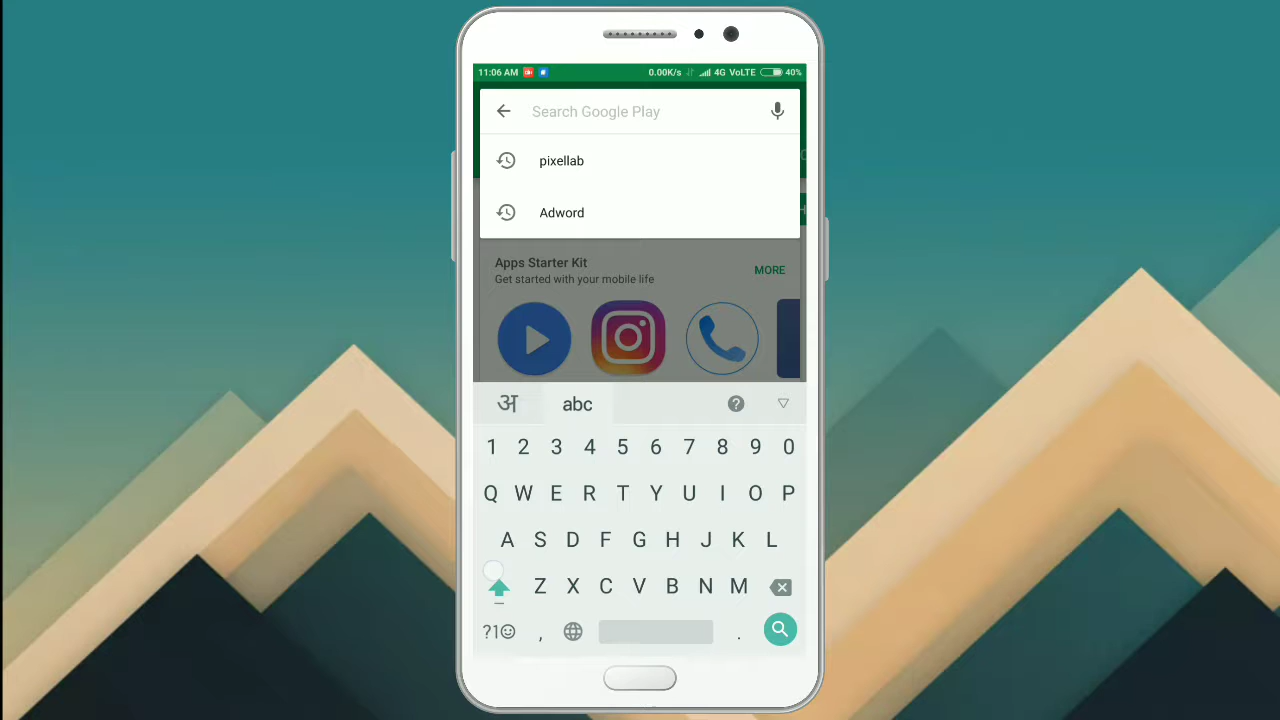 11:06 AM 0.00K/s 4G VoLTE 40%
Search Google Play
pixellab
Adword
Apps Starter Kit
Get started with your mobile life
MORE
अ abc
1 2 3 4 5 6 7 8 9 0
Q W E R T Y U I O P
A S D F G H J K L
Z X C V B N M
?1☺ , .